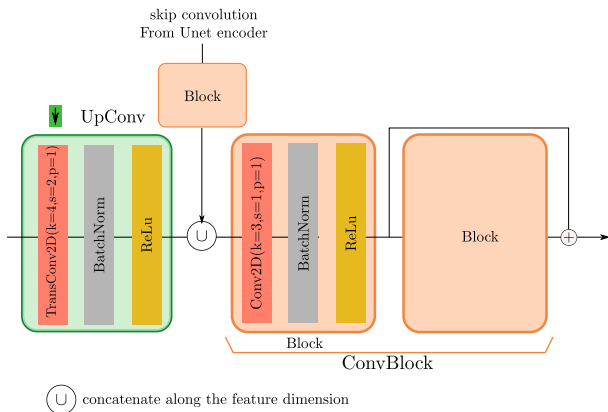 skip convolution
From Unet encoder
Block
UpConv
TransConv2D(k=4,s=2,p=1)
BatchNorm
ReLu
∪
Conv2D(k=3,s=1,p=1)
BatchNorm
ReLu
Block
+
Block
ConvBlock
∪ concatenate along the feature dimension